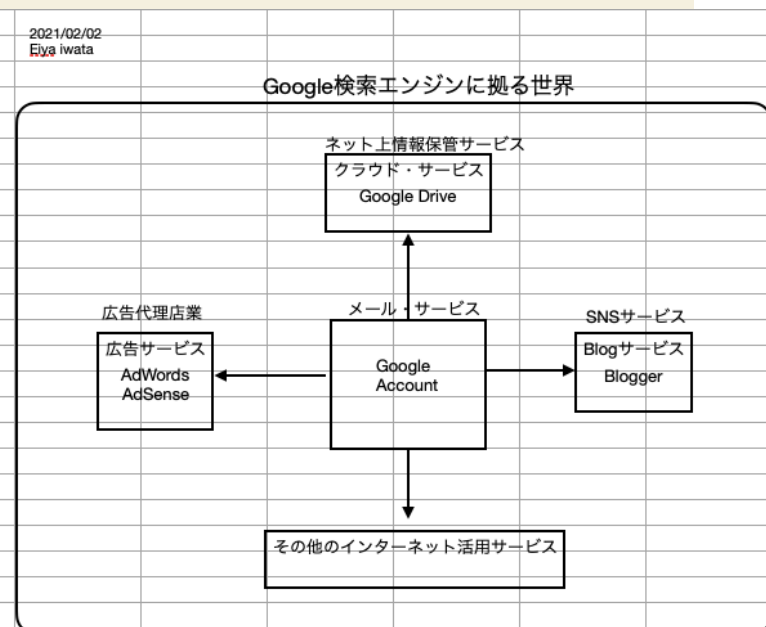 2021/02/02
Eiya iwata
Google検索エンジンに拠る世界
ネット上情報保管サービス
クラウド・サービス
Google Drive
広告代理店業
メール・サービス
SNSサービス
広告サービス
AdWords
AdSense
Google
Account
Blogサービス
Blogger
その他のインターネット活用サービス